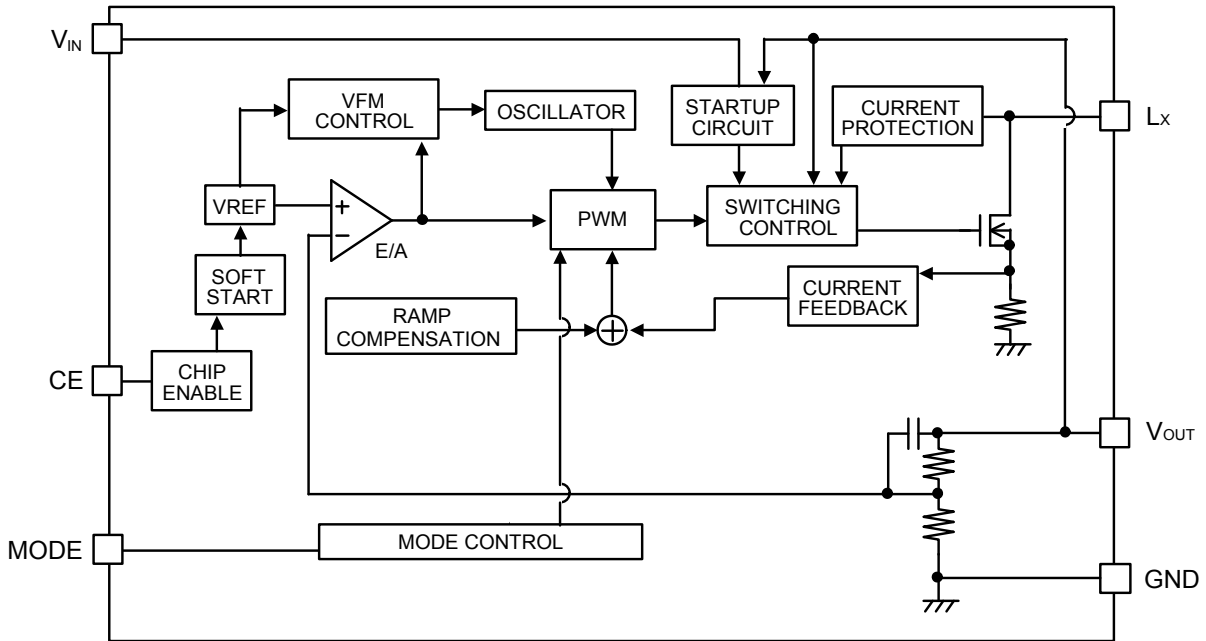 VIN
VFM
CONTROL
OSCILLATOR
STARTUP
CIRCUIT
CURRENT
PROTECTION
LX
VREF
+
−
E/A
PWM
SWITCHING
CONTROL
SOFT
START
RAMP
COMPENSATION
CURRENT
FEEDBACK
CE
CHIP
ENABLE
VOUT
MODE
MODE CONTROL
GND